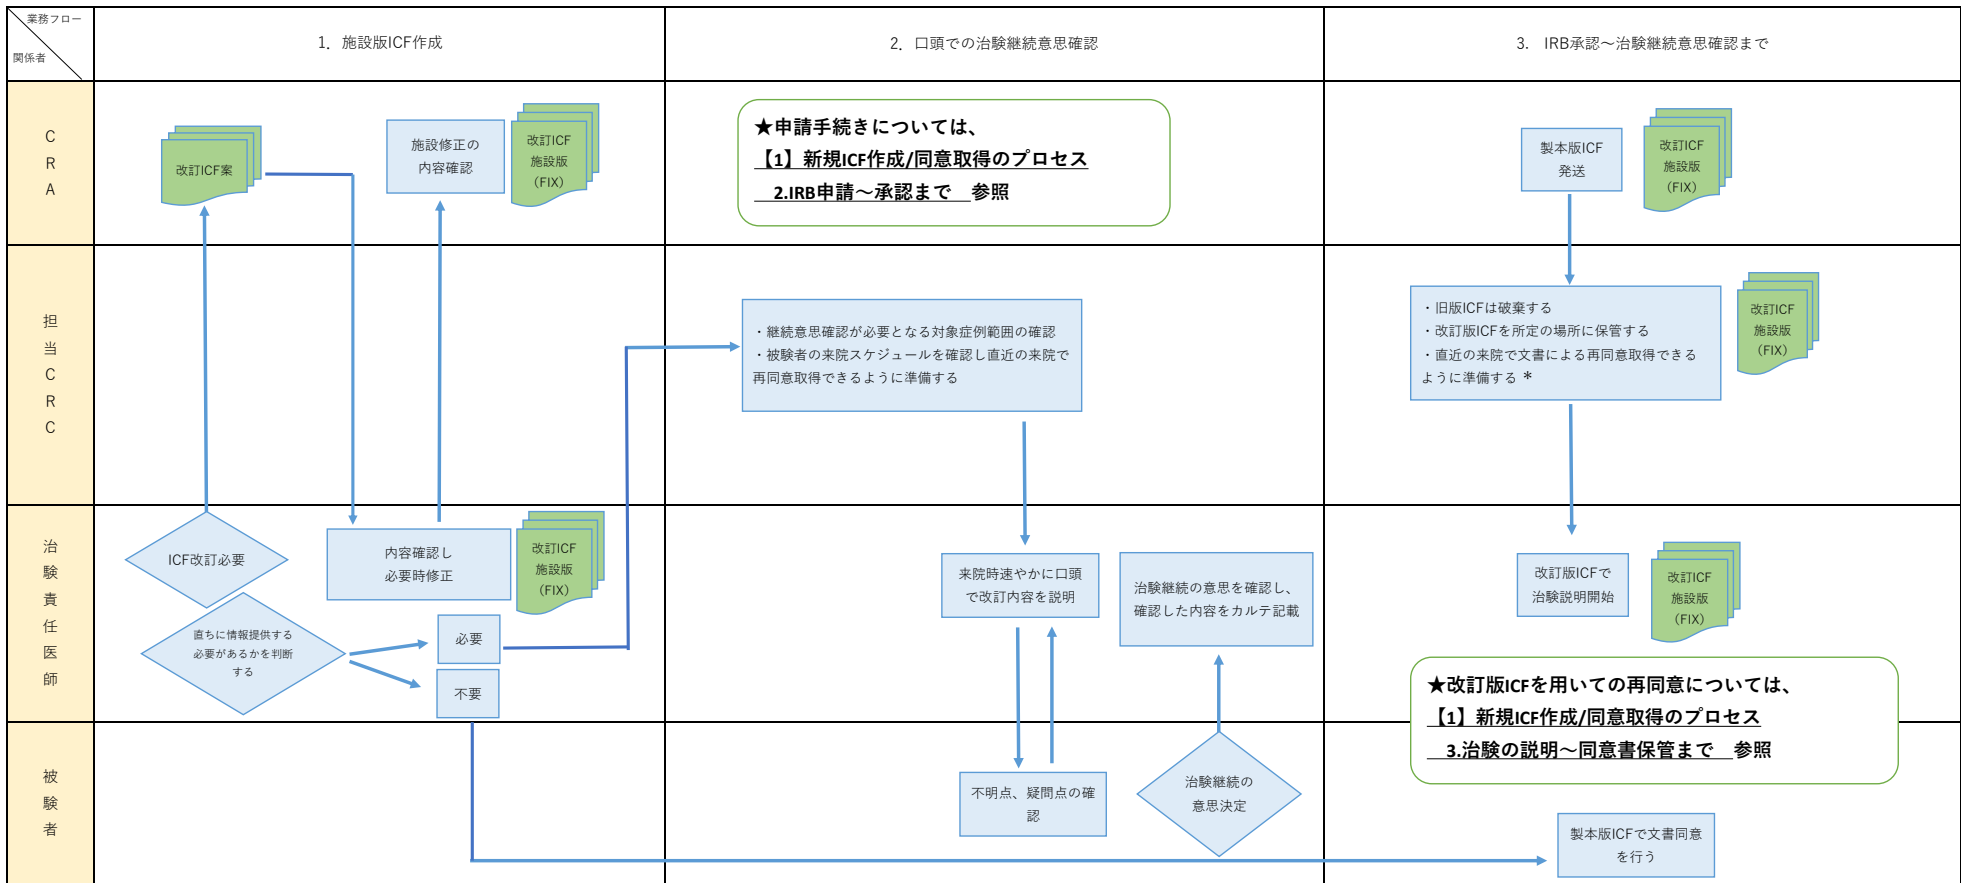 業務フロー
関係者
1．施設版ICF作成
2．口頭での治験継続意思確認
3． IRB承認～治験継続意思確認まで
CRA
改訂ICF案
施設修正の
内容確認
改訂ICF
施設版
（FIX）
★申請手続きについては、
【1】新規ICF作成/同意取得のプロセス
2.IRB申請～承認まで　参照
製本版ICF
発送
改訂ICF
施設版
（FIX）
担当CRC
・継続意思確認が必要となる対象症例範囲の確認
・被験者の来院スケジュールを確認し直近の来院で
再同意取得できるように準備する
・旧版ICFは破棄する
・改訂版ICFを所定の場所に保管する
・直近の来院で文書による再同意取得できる
ように準備する＊
改訂ICF
施設版
（FIX）
治験責任医師
ICF改訂必要
内容確認し
必要時修正
改訂ICF
施設版
（FIX）
直ちに情報提供する
必要があるかを判断
する
必要
不要
来院時速やかに口頭
で改訂内容を説明
治験継続の意思を確認し、
確認した内容をカルテ記載
改訂版ICFで
治験説明開始
改訂ICF
施設版
（FIX）
★改訂版ICFを用いての再同意については、
【1】新規ICF作成/同意取得のプロセス
3.治験の説明～同意書保管まで　参照
被験者
不明点、疑問点の確
認
治験継続の
意思決定
製本版ICFで文書同意
を行う